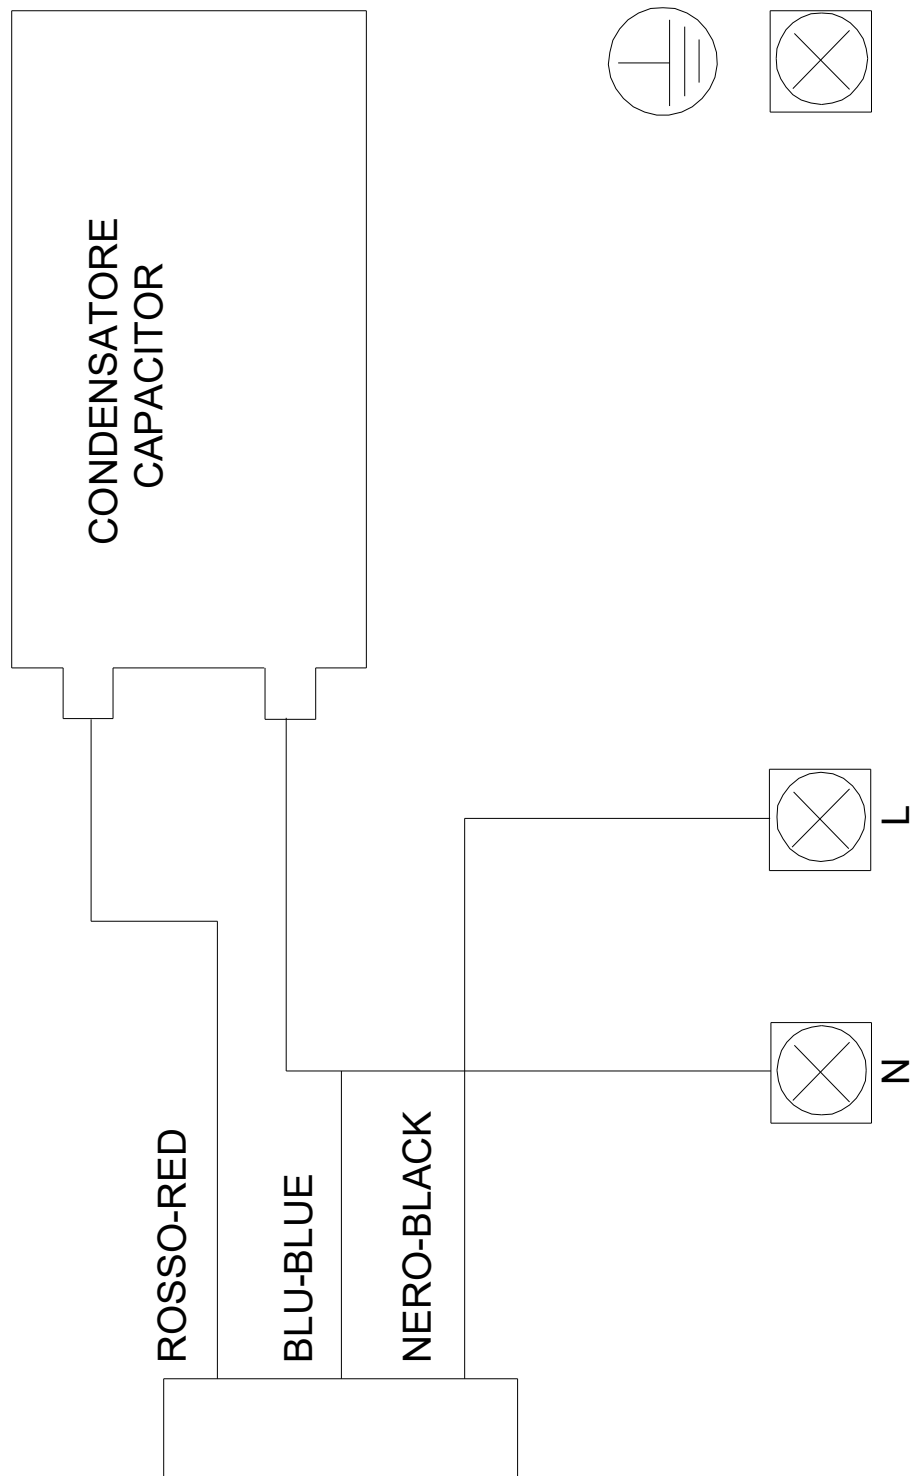 CONDENSATORE
CAPACITOR
L
N
ROSSO-RED
BLU-BLUE
NERO-BLACK